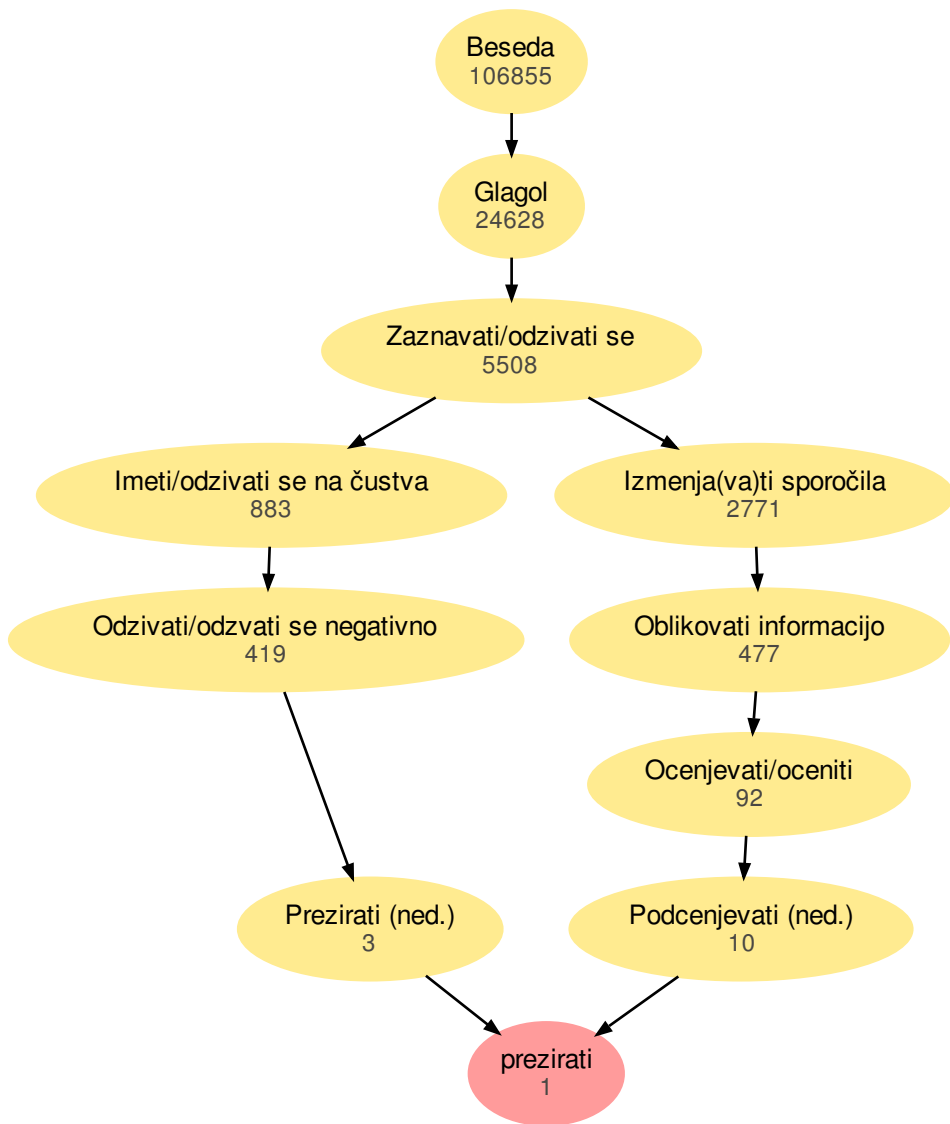 Beseda
106855
Glagol
24628
Zaznavati/odzivati se
5508
Imeti/odzivati se na čustva
883
Izmenja(va)ti sporočila
2771
Odzivati/odzvati se negativno
419
Oblikovati informacijo
477
Ocenjevati/oceniti
92
Prezirati (ned.)
3
Podcenjevati (ned.)
10
prezirati
1